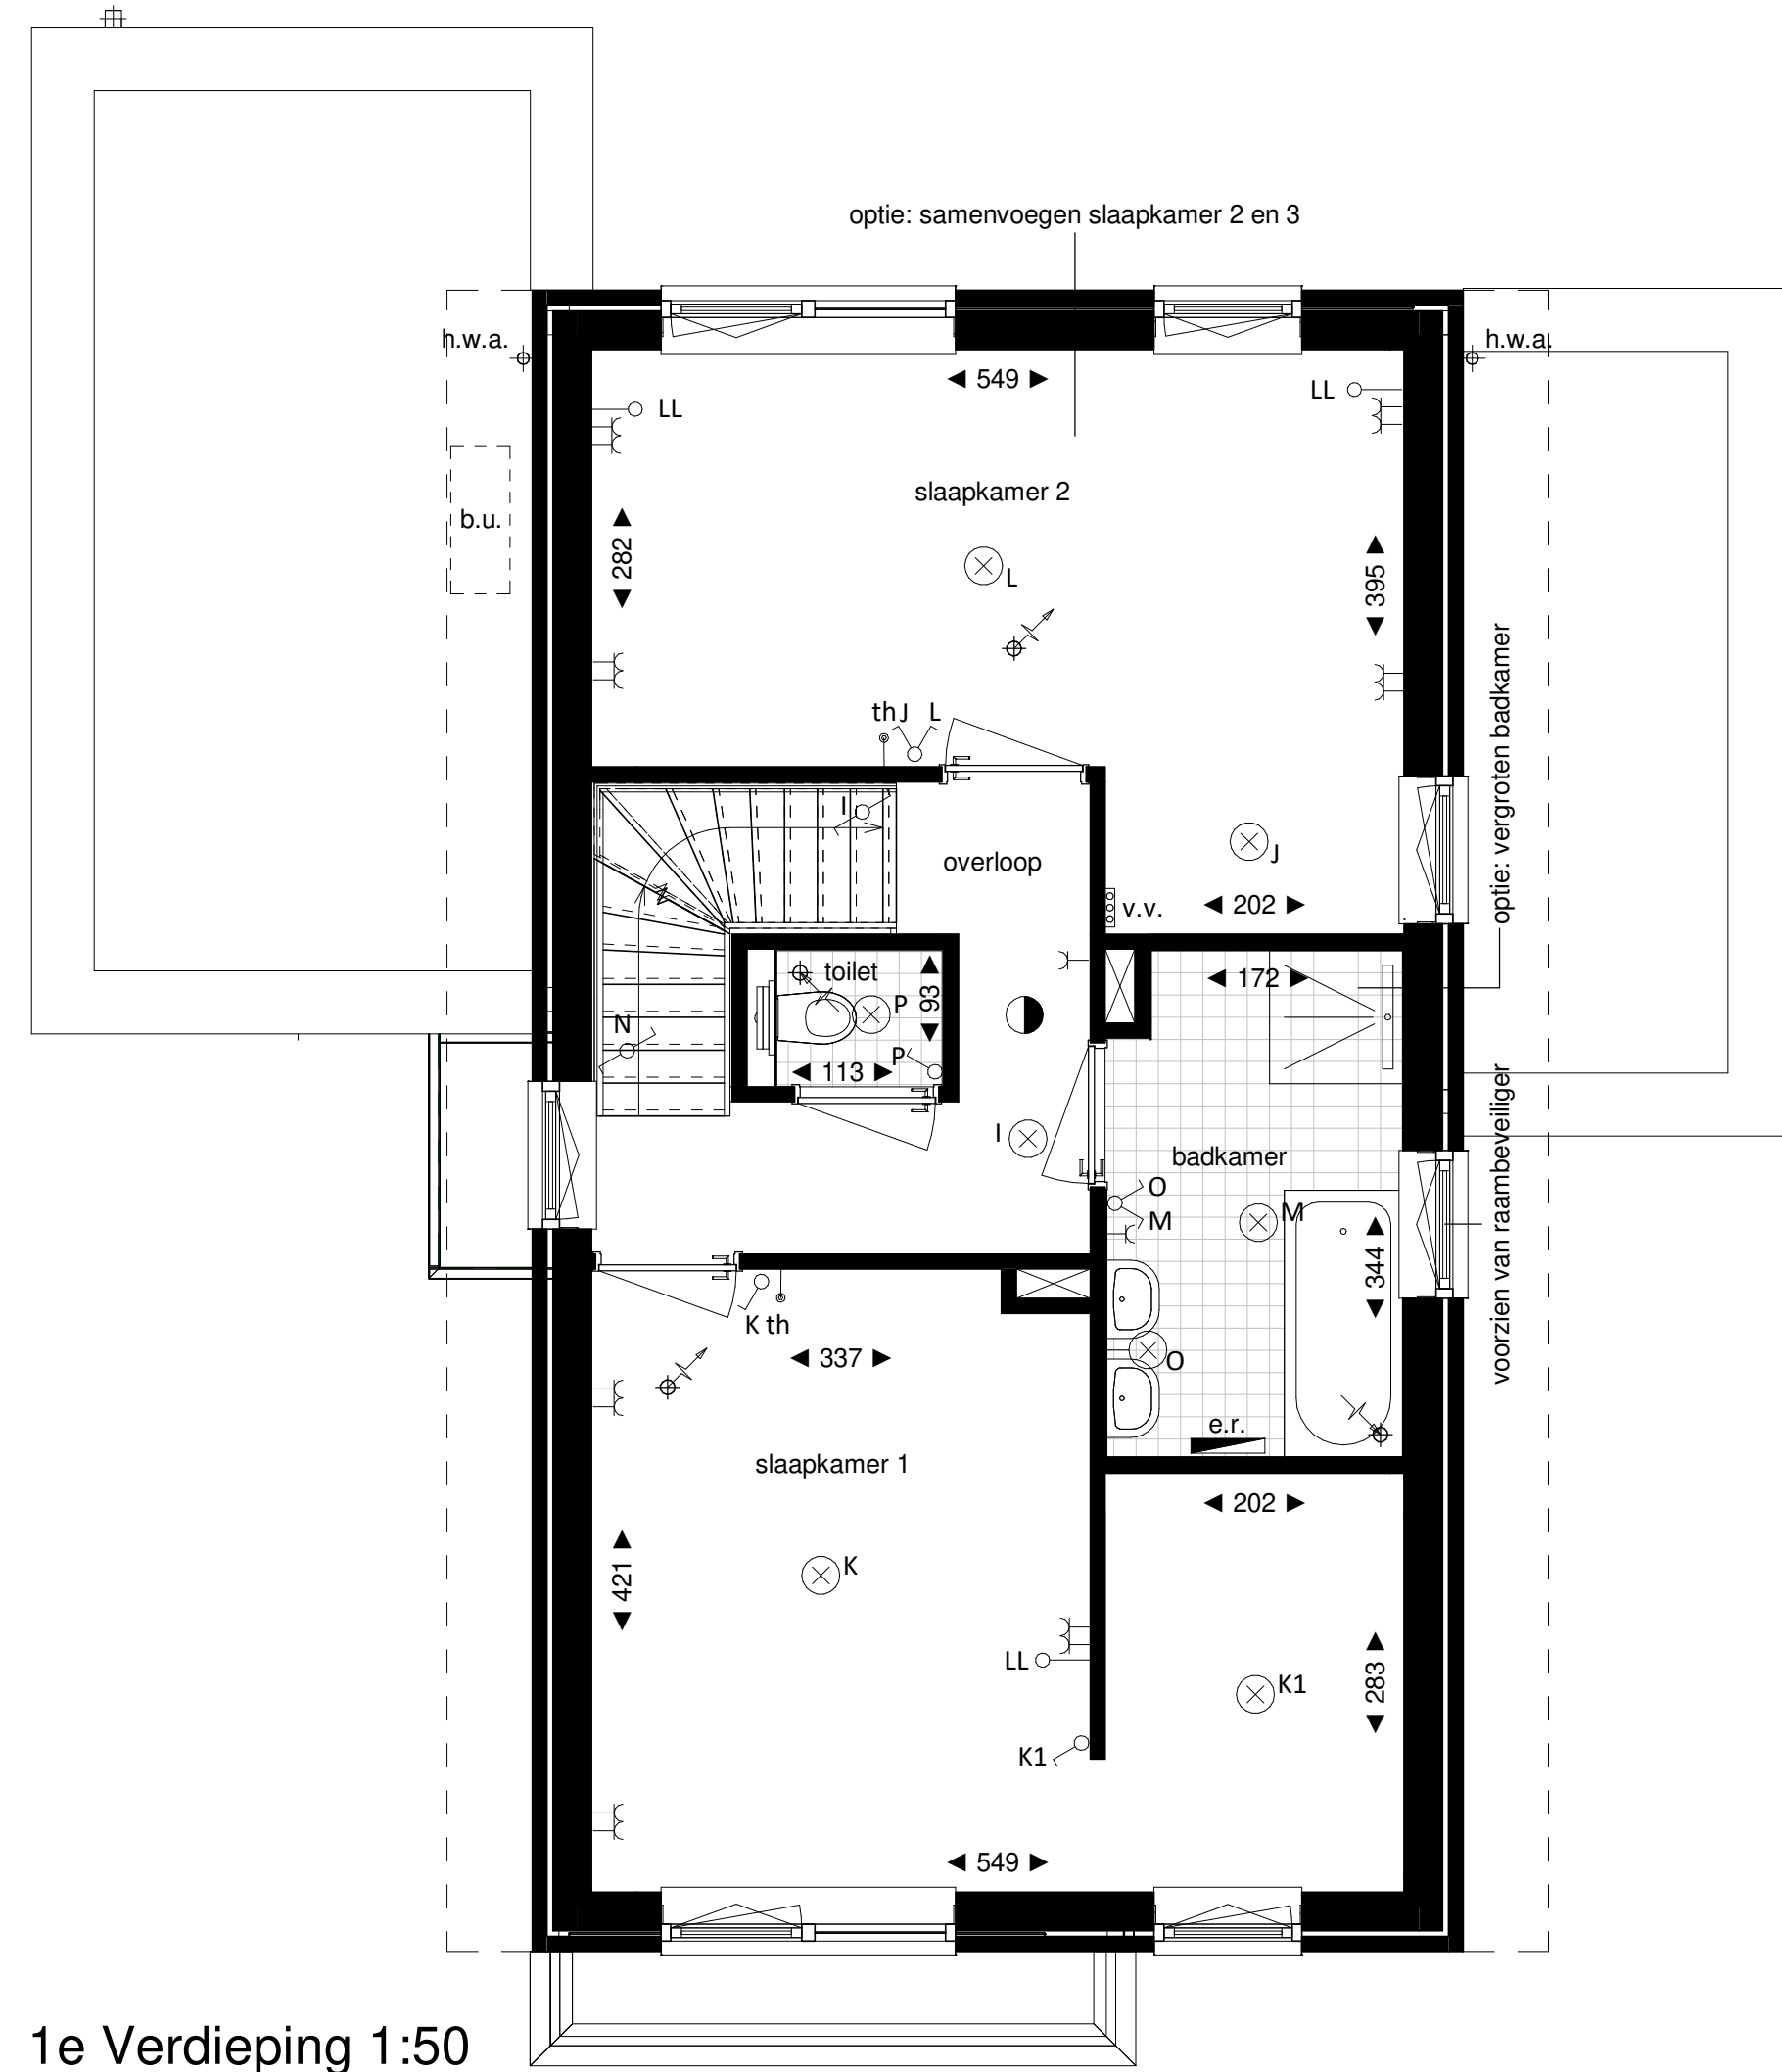 optie: samenvoegen slaapkamer 2 en 3
h.w.a.
h.w.a.
549
LL
LL
slaapkamer 2
b.u.
282
L
395
optie: vergroten badkamer
th J L
I
overloop
J
v.v.
202
toilet
P
93
172
N
P
113
I
badkamer
voorzien van raambeveiliger
O
M
M
344
K th
337
O
e.r.
slaapkamer 1
202
421
K
LL
K1
283
K1
549
1e Verdieping 1:50